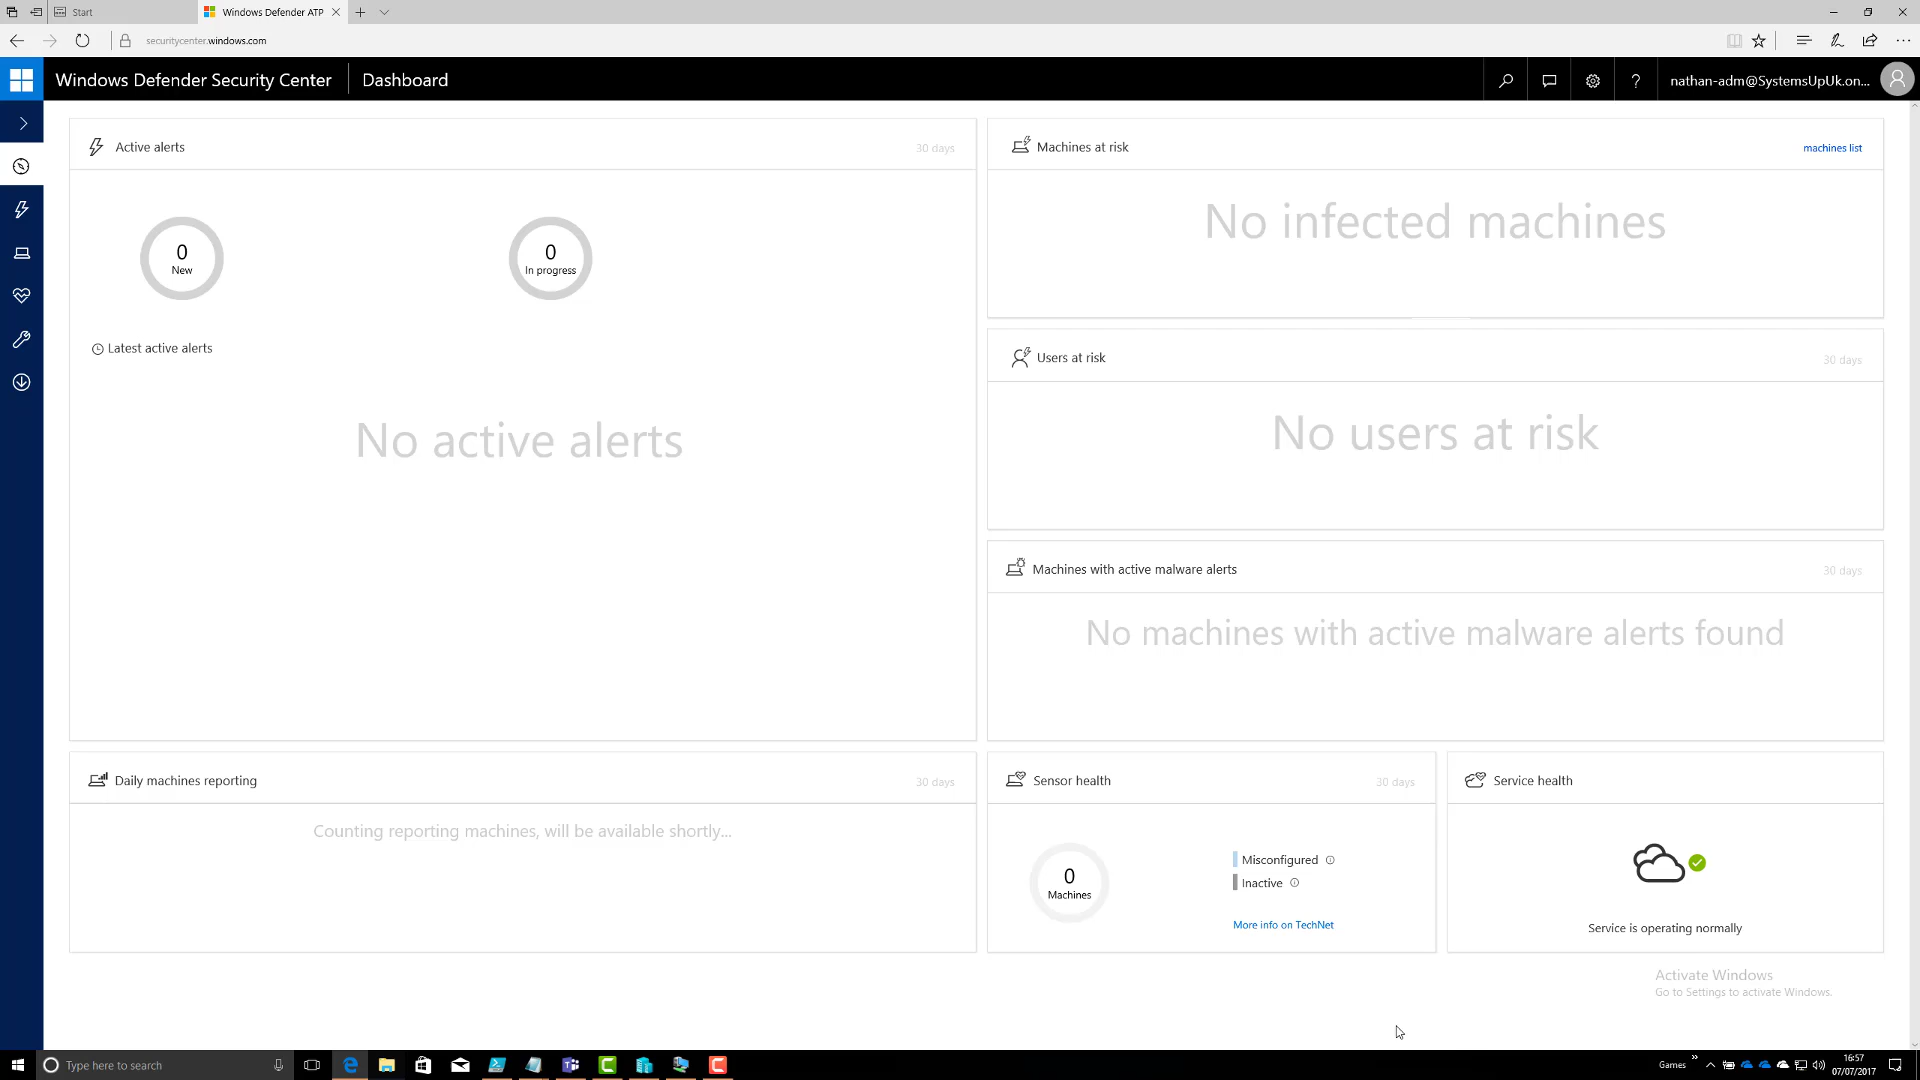 Start
Windows Defender ATP
securitycenter.windows.com
Windows Defender Security Center
Dashboard
?
nathan-adm@SystemsUpUk.on...
Active alerts
30 days
0
New
0
In progress
Latest active alerts
No active alerts
Machines at risk
machines list
No infected machines
Users at risk
30 days
No users at risk
Machines with active malware alerts
30 days
No machines with active malware alerts found
Daily machines reporting
30 days
Counting reporting machines, will be available shortly...
Sensor health
30 days
0
Machines
Misconfigured
Inactive
More info on TechNet
Service health
Service is operating normally
Activate Windows
Go to Settings to activate Windows.
Type here to search
Games
16:57
07/07/2017